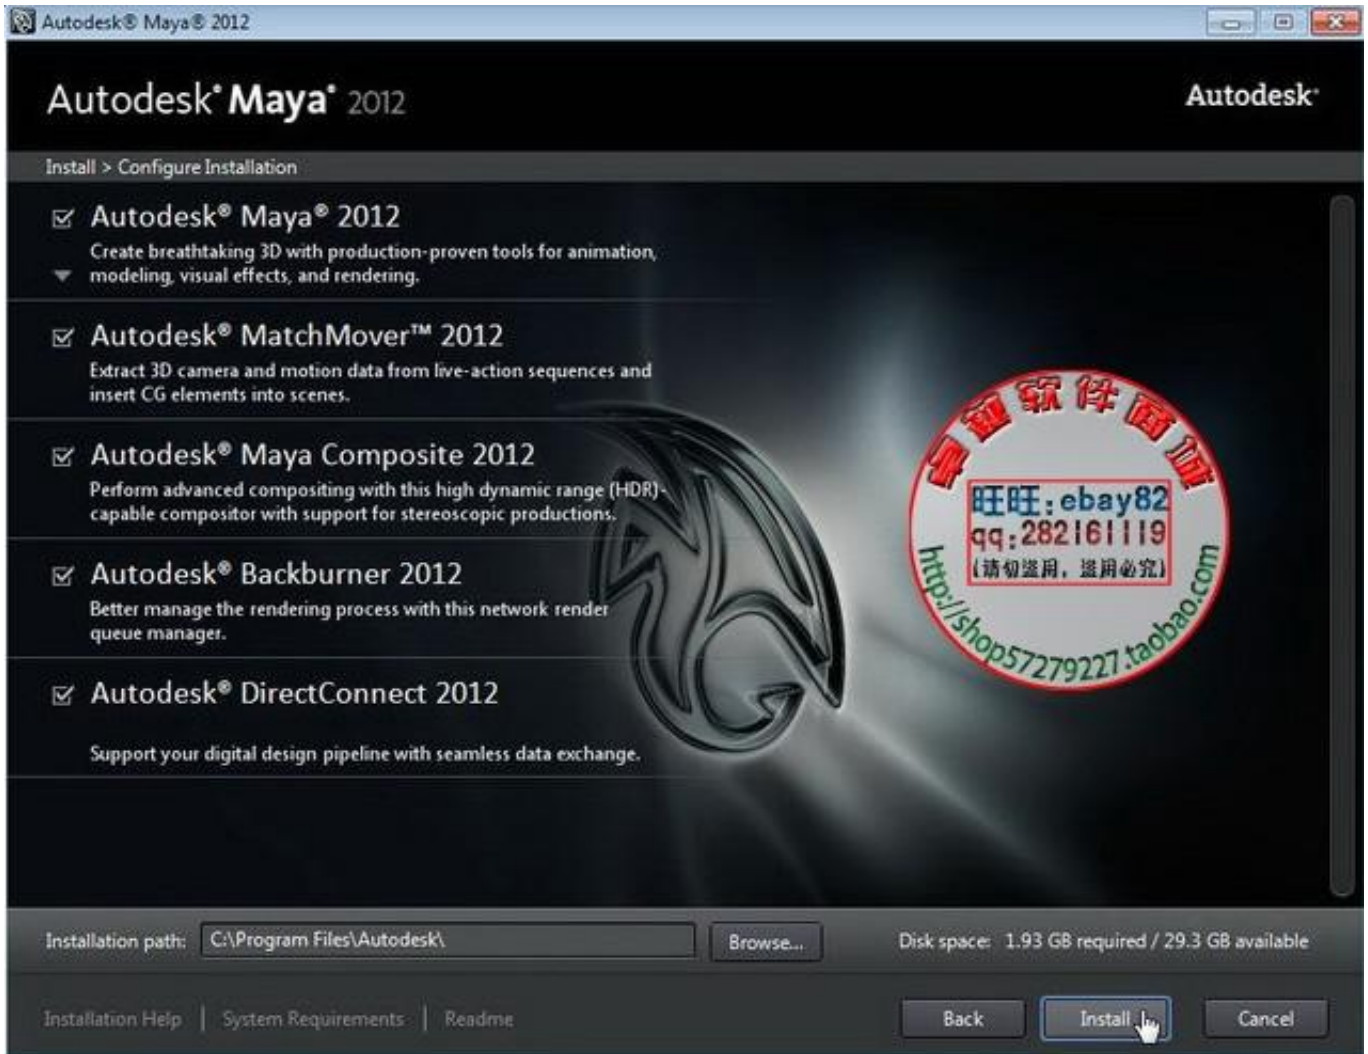 Autodesk® Maya® 2012
Autodesk® Maya® 2012
Autodesk®
Install > Configure Installation
Autodesk® Maya® 2012
Create breathtaking 3D with production-proven tools for animation,
modeling, visual effects, and rendering.
Autodesk® MatchMover™ 2012
Extract 3D camera and motion data from live-action sequences and
insert CG elements into scenes.
Autodesk® Maya Composite 2012
Perform advanced compositing with this high dynamic range (HDR)-
capable compositor with support for stereoscopic productions.
Autodesk® Backburner 2012
Better manage the rendering process with this network render
queue manager.
Autodesk® DirectConnect 2012
Support your digital design pipeline with seamless data exchange.
软件商城
旺旺:ebay82
qq:282161119
(请切盗用, 盗用必究)
http://shop57279227.taobao.com
Installation path: C:\Program Files\Autodesk\ Browse... Disk space: 1.93 GB required / 29.3 GB available
Installation Help | System Requirements | Readme Back Install Cancel